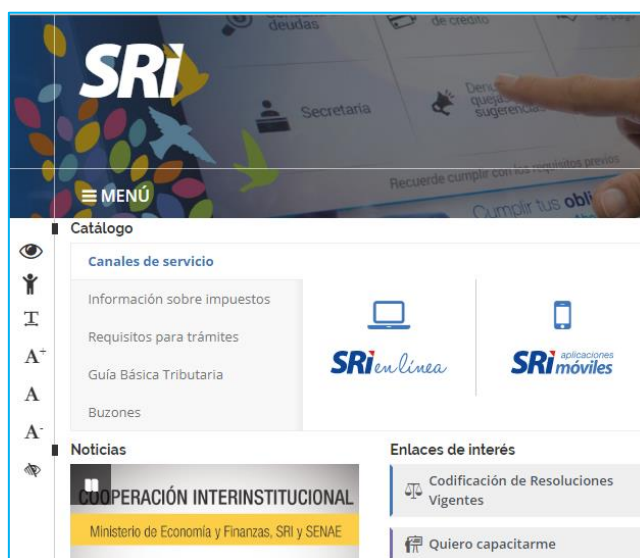 deudas
de crédito
SRi
Secretaria
quejas
sugerencias
Recuerde cumplir con los requisitos previos
Cumplir tus obli
MENÚ
Catálogo
Canales de servicio
Información sobre impuestos
Requisitos para trámites
Guía Básica Tributaria
Buzones
SRi en línea
SRi aplicaciones móviles
T
A+
A
A-
Noticias
COOPERACIÓN INTERINSTITUCIONAL
Ministerio de Economía y Finanzas, SRI y SENAE
Enlaces de interés
Codificación de Resoluciones
Vigentes
Quiero capacitarme